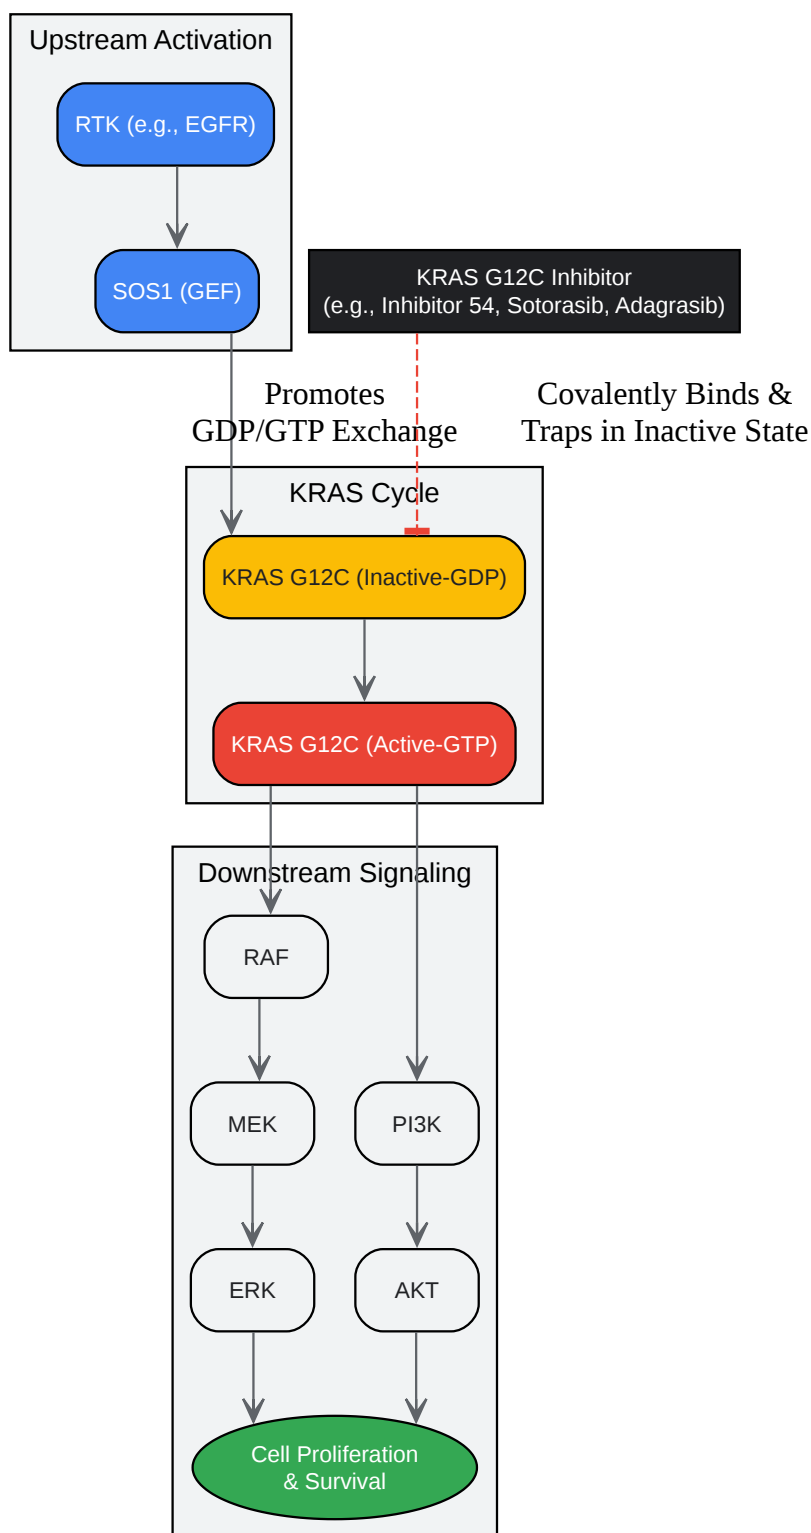 Upstream Activation
RTK (e.g., EGFR)
SOS1 (GEF)
KRAS G12C Inhibitor
(e.g., Inhibitor 54, Sotorasib, Adagrasib)
Promotes
GDP/GTP Exchange
Covalently Binds &
Traps in Inactive State
KRAS Cycle
KRAS G12C (Inactive-GDP)
KRAS G12C (Active-GTP)
Downstream Signaling
RAF
MEK
PI3K
ERK
AKT
Cell Proliferation
& Survival